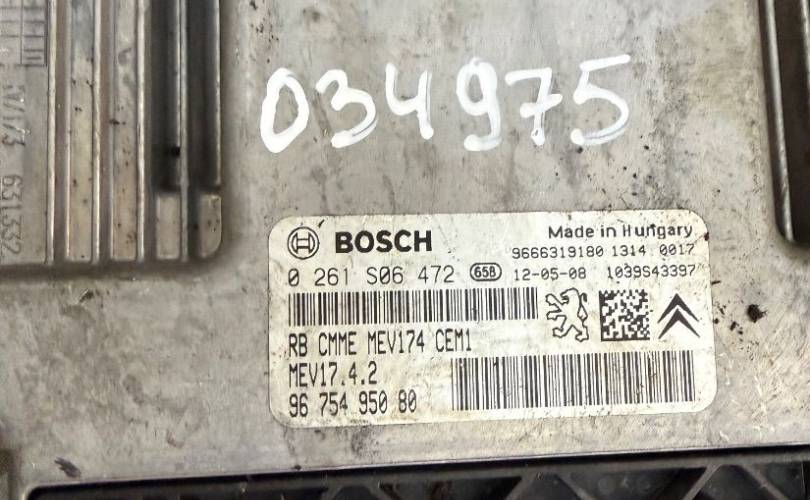 034975
BOSCH
Made in Hungary
9666319180 1314 0017
0 261 S06 472 658 12-05-08 1039S43397
RB CMME MEV174 CEM1
MEV17.4.2
96 754 950 80